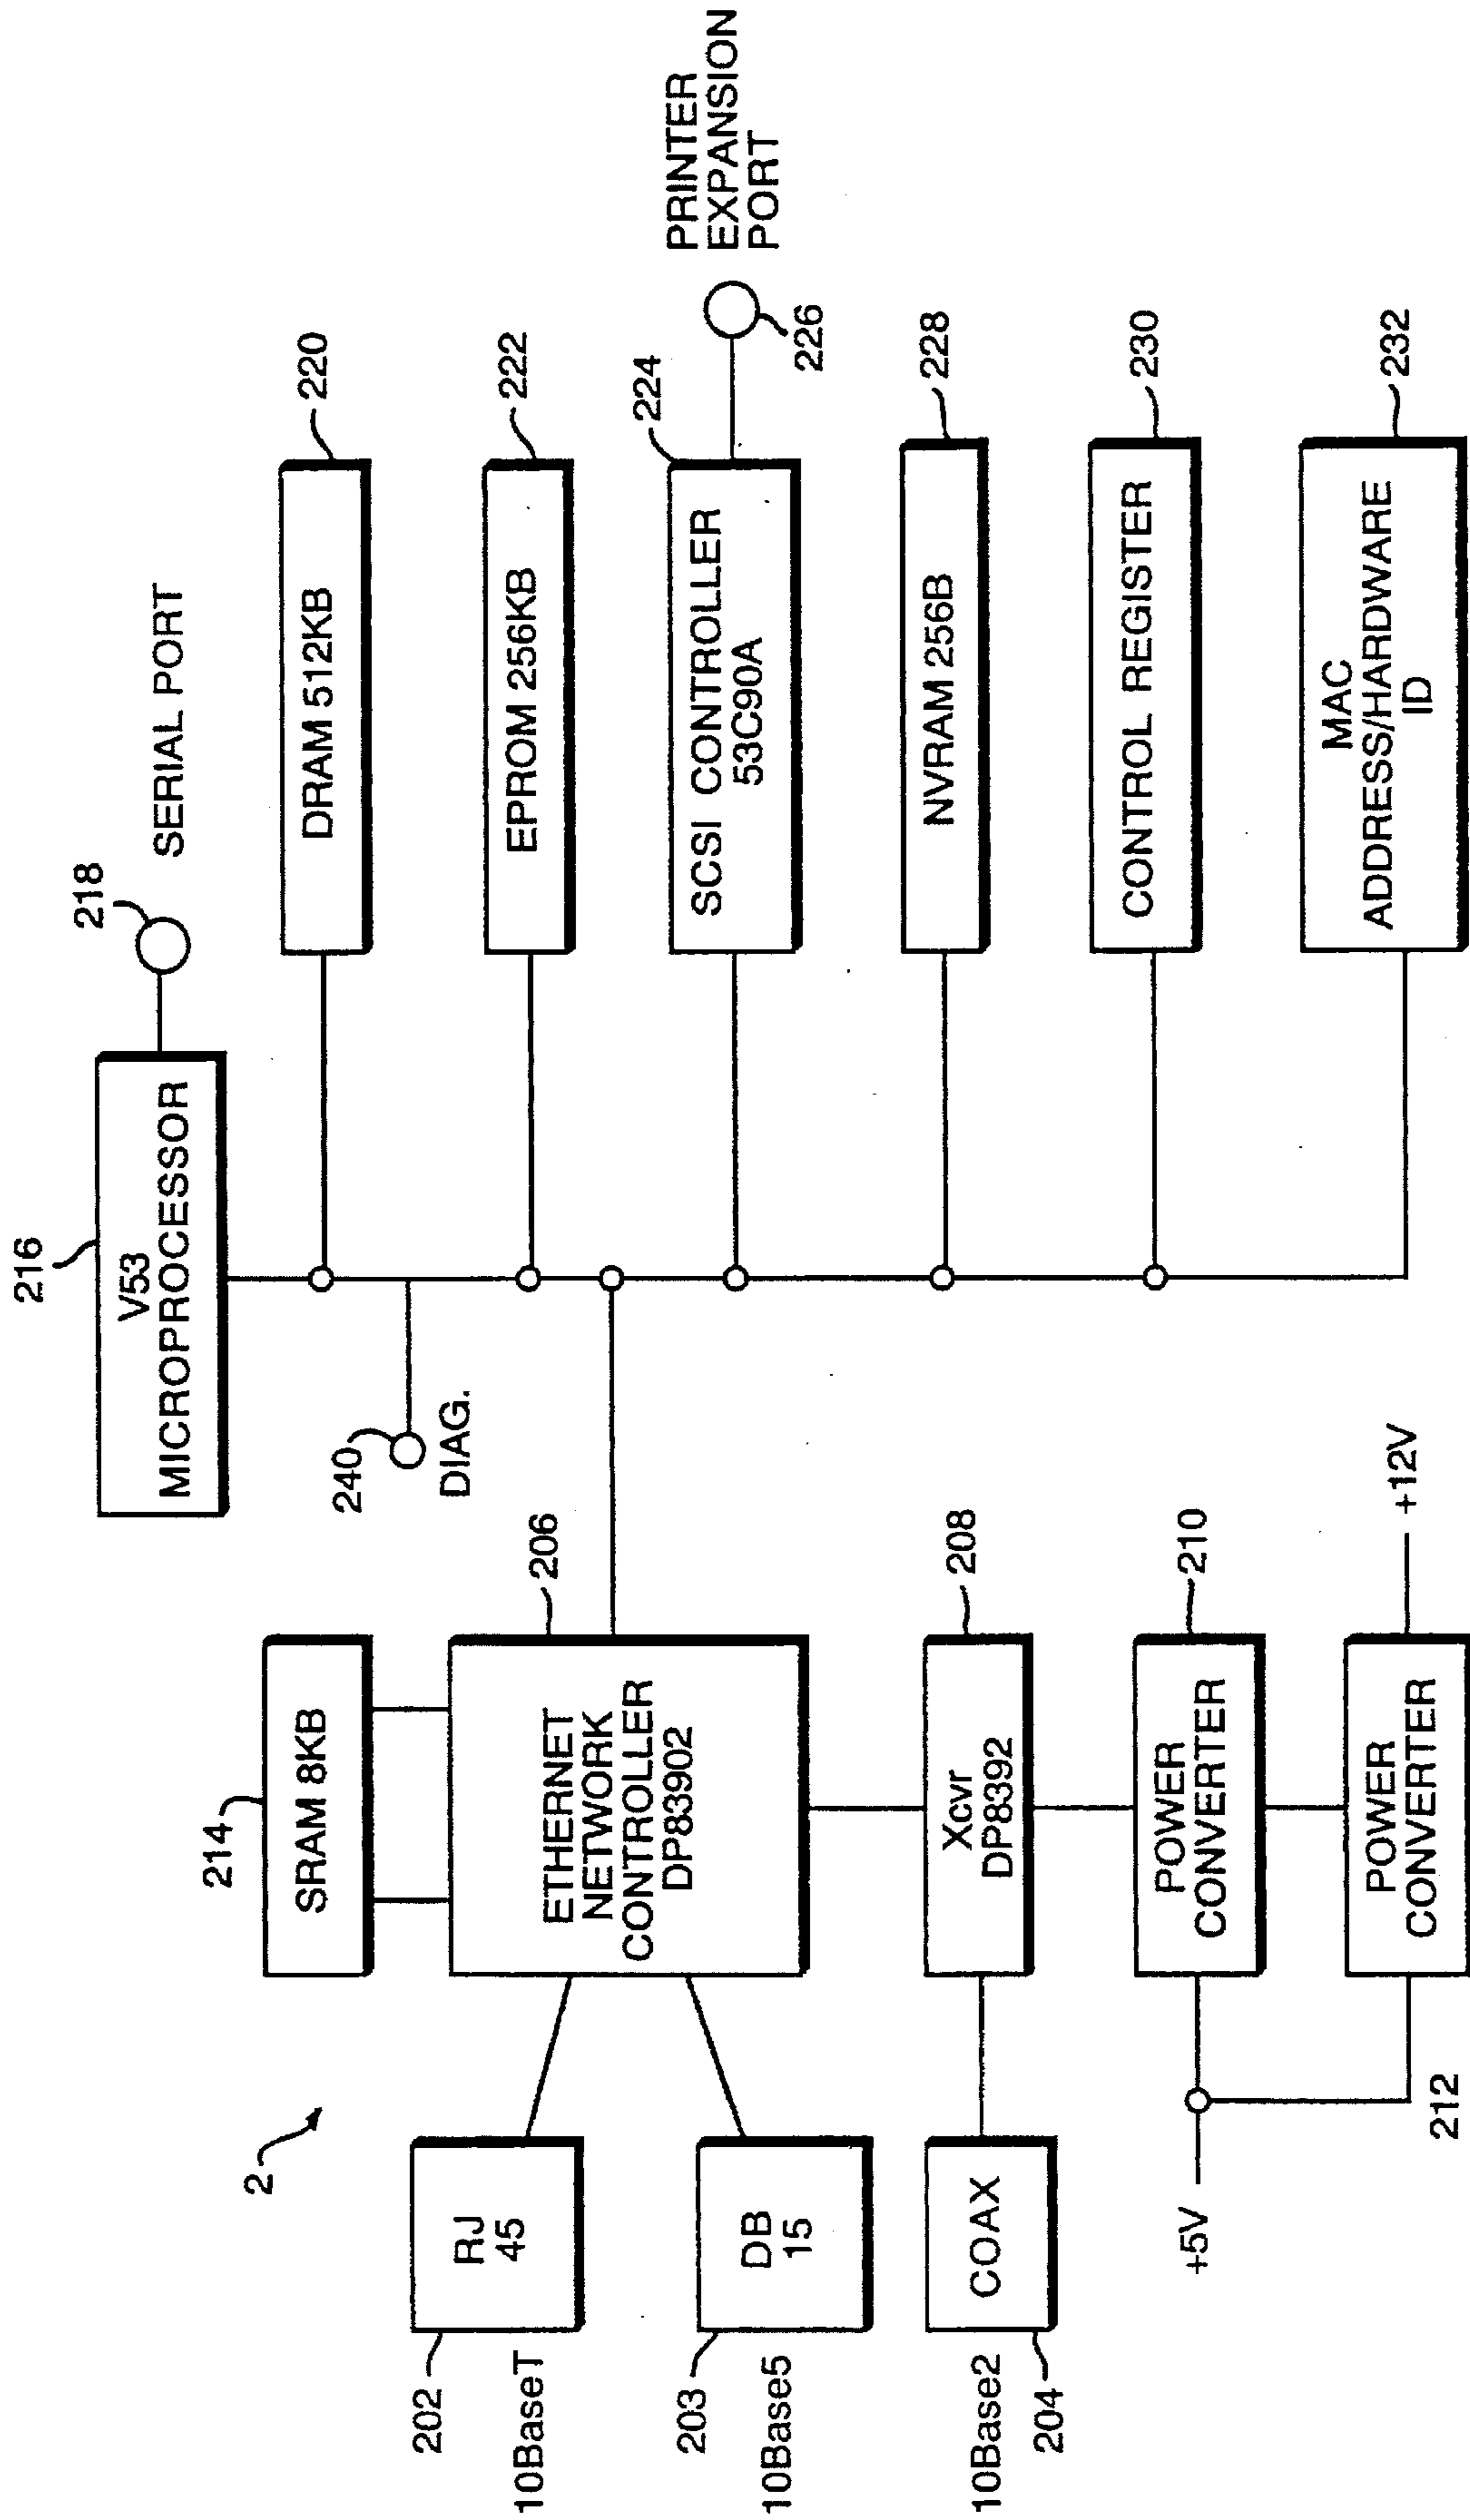 216
V53
MICROPROCESSOR
218
SERIAL PORT
2
214
SRAM 8KB
240
DIAG.
DRAM 512KB
220
202
RJ
45
10BaseT
206
ETHERNET
NETWORK
CONTROLLER
DP83902
EPROM 256KB
222
203
DB
15
10Base5
SCSI CONTROLLER
53C90A
224
226
PRINTER
EXPANSION
PORT
COAX
10Base2
204
Xcvr
DP8392
208
NVRAM 256B
228
+5V
POWER
CONVERTER
210
CONTROL REGISTER
230
212
POWER
CONVERTER
+12V
MAC
ADDRESS/HARDWARE
ID
232